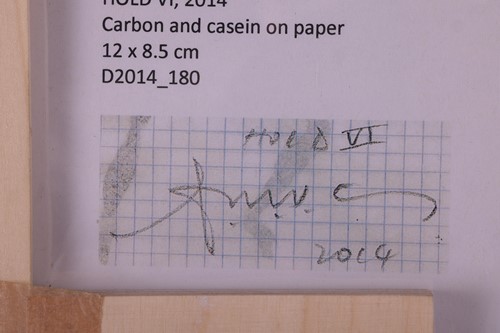 HOLD VI, 2014
Carbon and casein on paper
12 x 8.5 cm
D2014_180
HOLD VI
2014